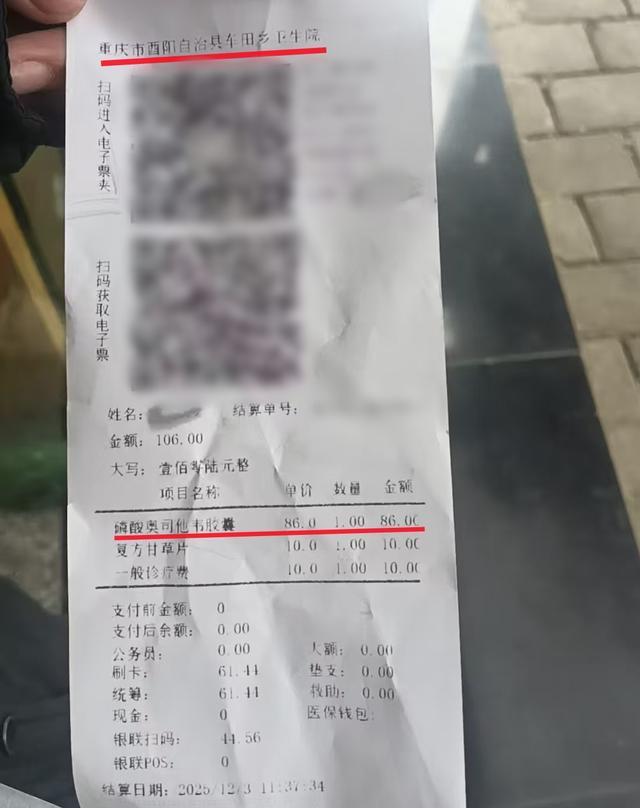 重庆市酉阳自治县车田乡卫生院
扫码进入电子票夹
扫码获取电子票
姓名:
结算单号:
金额: 106.00
大写: 壹佰零陆元整
项目名称 单价 数量 金额
磷酸奥司他韦胶囊 86.0 1.00 86.00
复方甘草片 10.0 1.00 10.00
一般诊疗费 10.0 1.00 10.00
支付前金额: 0
支付后余额: 0.00
公务员: 0.00 人额: 0.00
刷卡: 61.44 垫支: 0.00
统筹: 61.44 救助: 0.00
现金: 0 医保钱包:
银联扫码: 44.56
银联POS: 0
结算日期: 2025/12/3 11:37:34